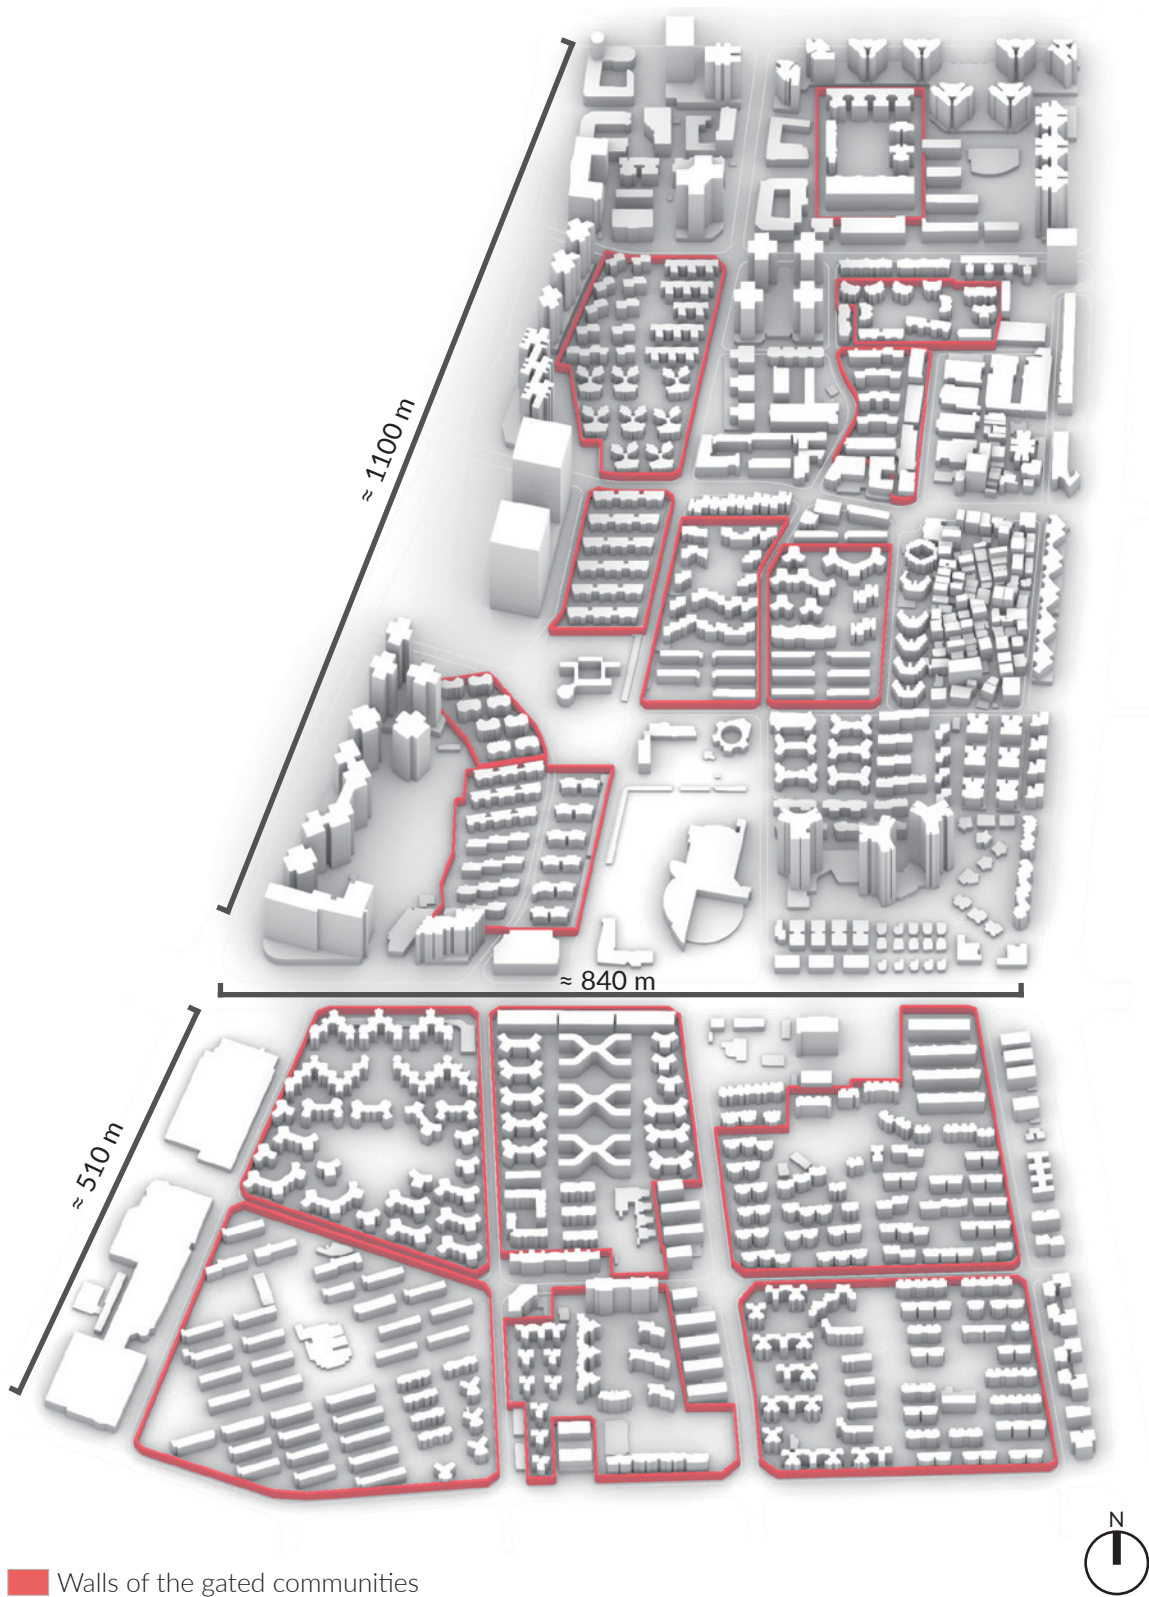 ≈ 1100 m
≈ 840 m
≈ 510 m
N
Walls of the gated communities